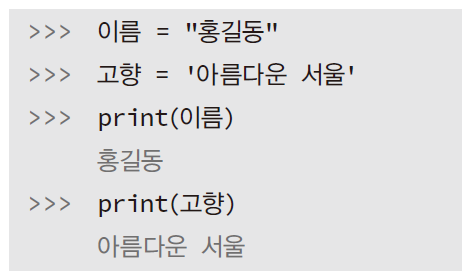 >>> 이름 = "홍길동"
>>> 고향 = '아름다운 서울'
>>> print(이름)
홍길동
>>> print(고향)
아름다운 서울